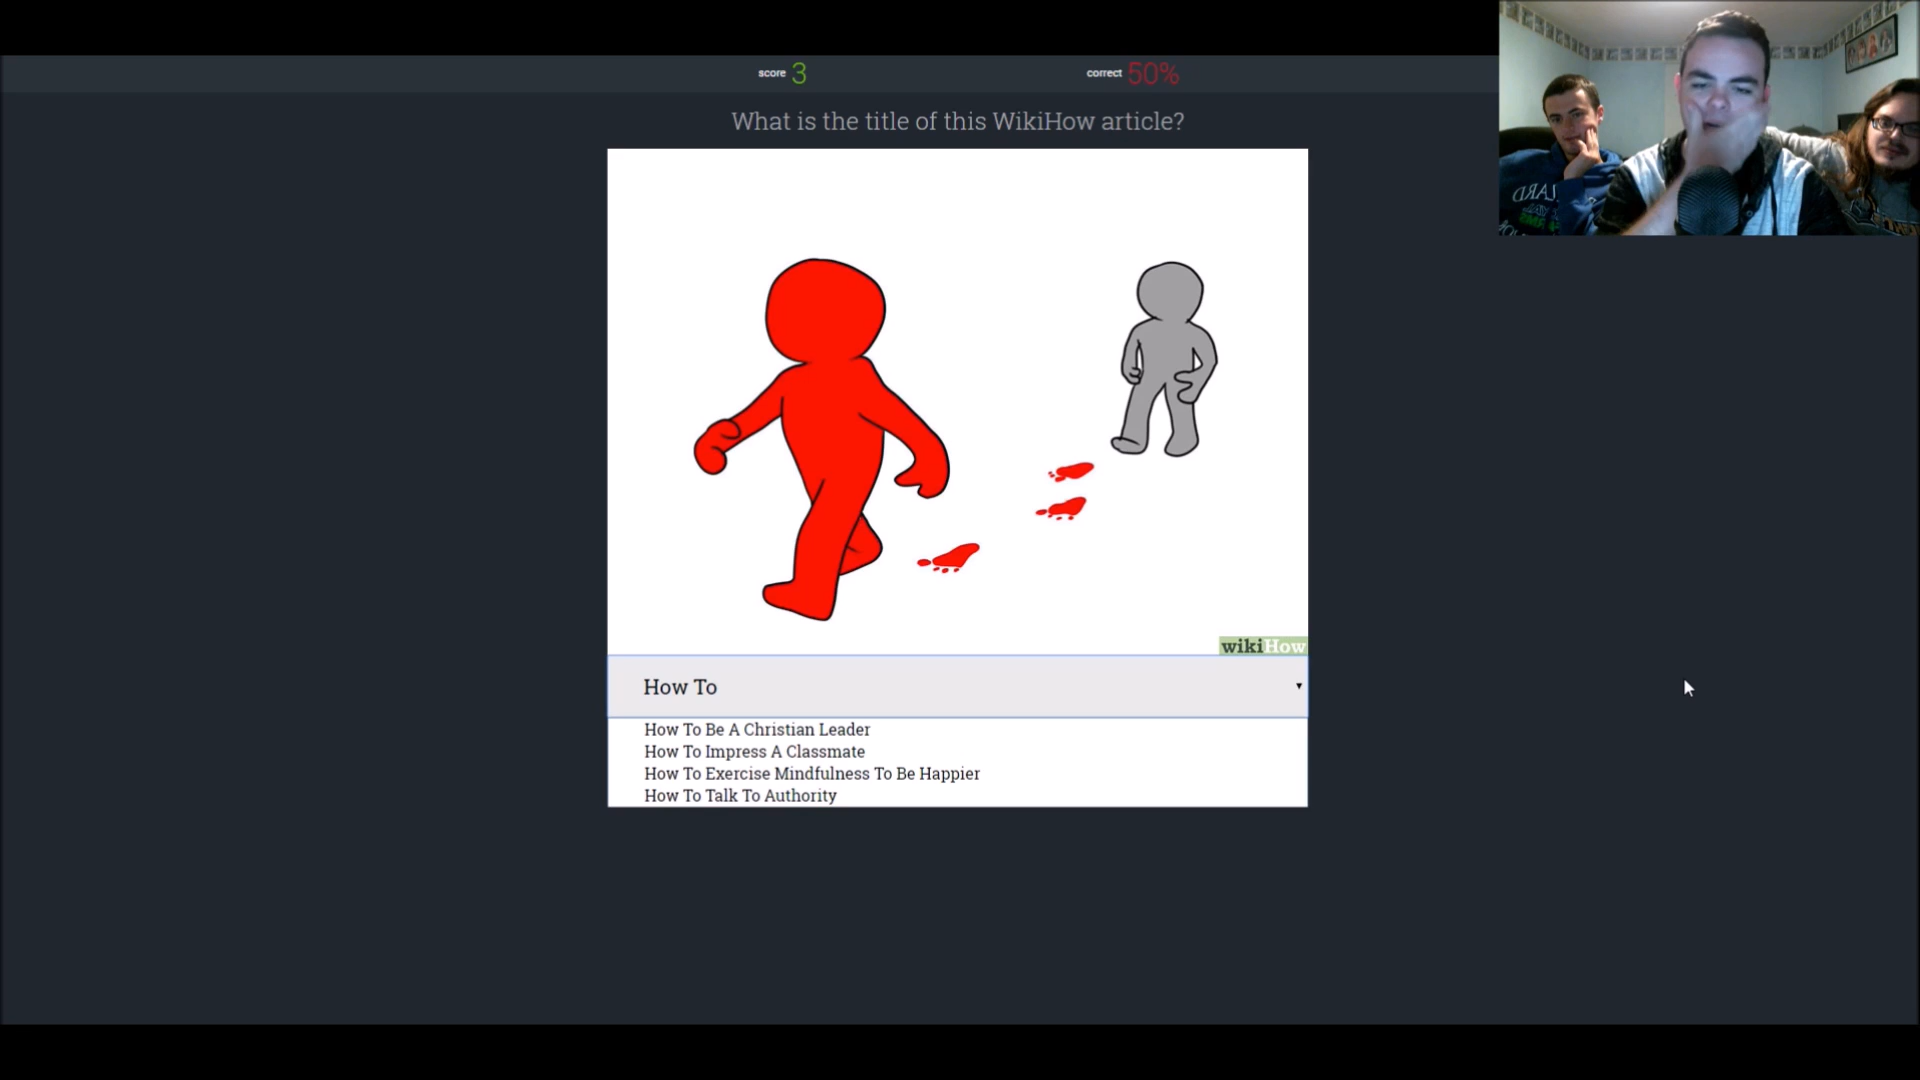 score 3
correct 50%
What is the title of this WikiHow article?
wikiHow
How To
How To Be A Christian Leader
How To Impress A Classmate
How To Exercise Mindfulness To Be Happier
How To Talk To Authority